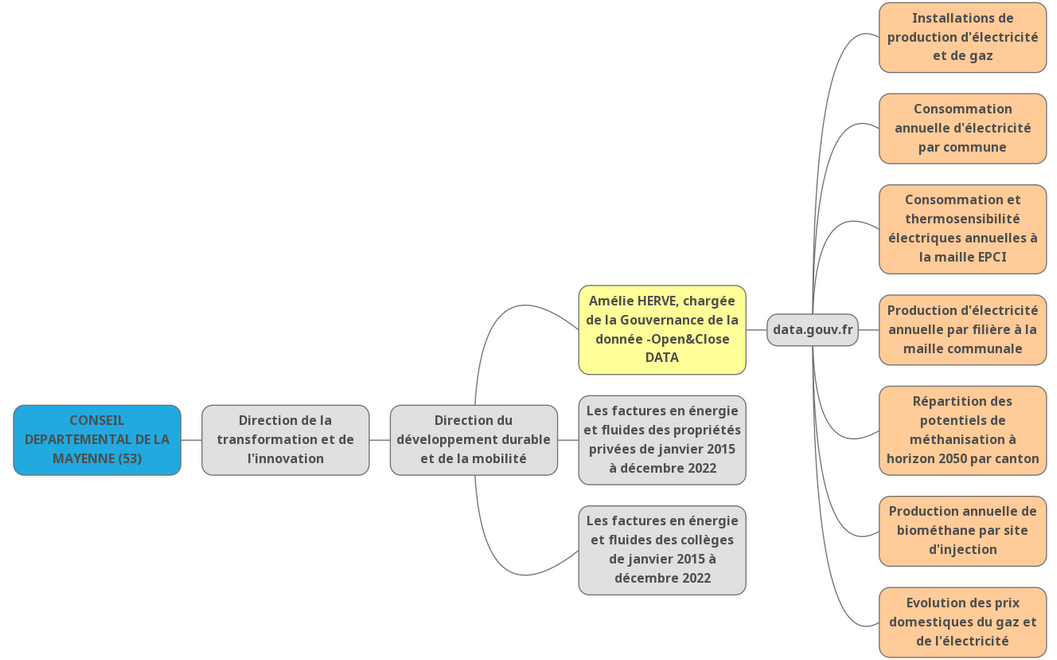 CONSEIL
DEPARTEMENTAL DE LA
MAYENNE (53)
Direction de la
transformation et de
l'innovation
Direction du
développement durable
et de la mobilité
Amélie HERVE, chargée
de la Gouvernance de la
donnée -Open&Close
DATA
Les factures en énergie
et fluides des propriétés
privées de janvier 2015
à décembre 2022
Les factures en énergie
et fluides des collèges
de janvier 2015 à
décembre 2022
data.gouv.fr
Installations de
production d'électricité
et de gaz
Consommation
annuelle d'électricité
par commune
Consommation et
thermosensibilité
électriques annuelles à
la maille EPCI
Production d'électricité
annuelle par filière à la
maille communale
Répartition des
potentiels de
méthanisation à
horizon 2050 par canton
Production annuelle de
biométhane par site
d'injection
Evolution des prix
domestiques du gaz et
de l'électricité